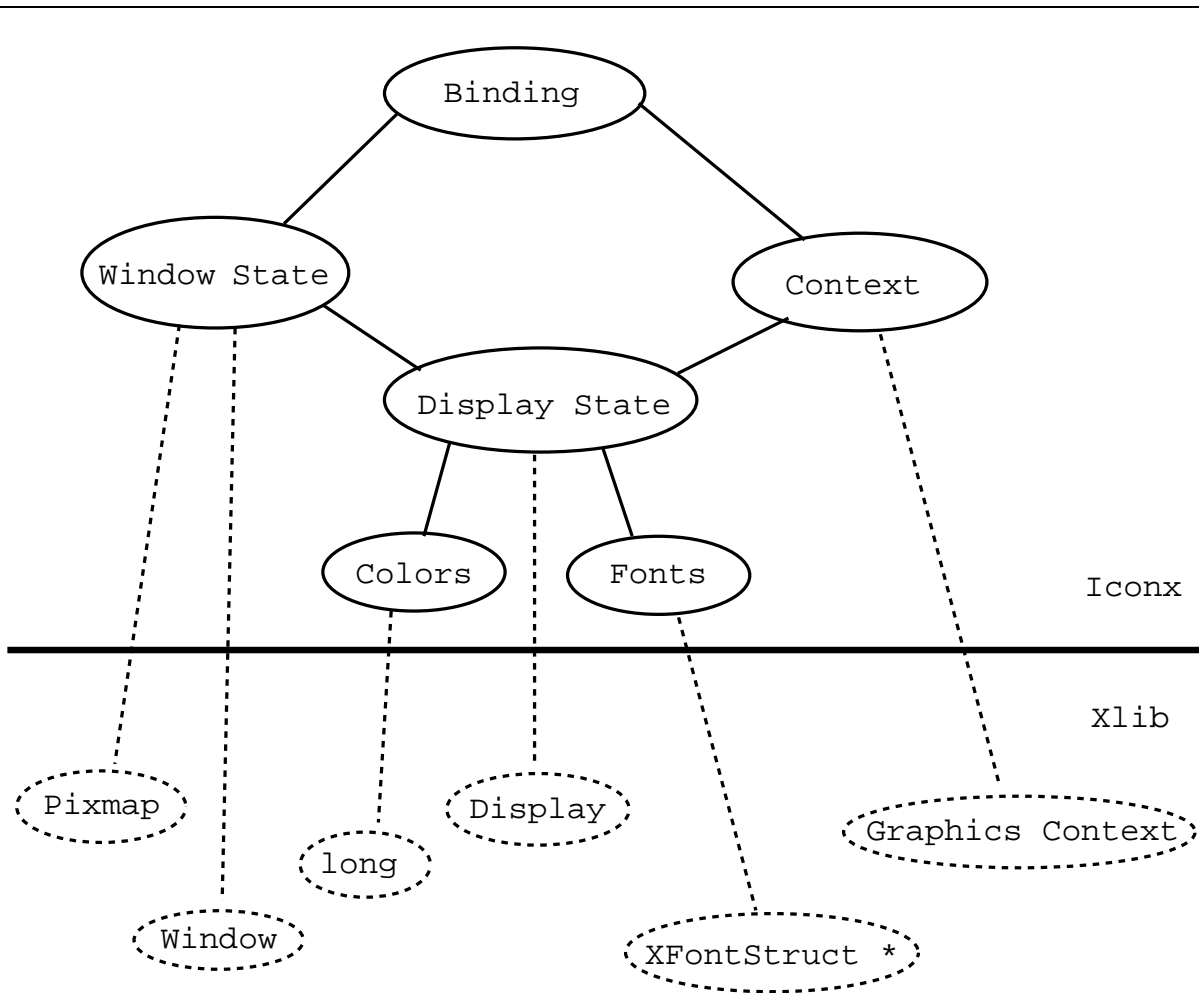 Binding
Window State
Context
Display State
Colors
Fonts
Iconx
Xlib
Pixmap
Display
Graphics Context
long
Window
XFontStruct *